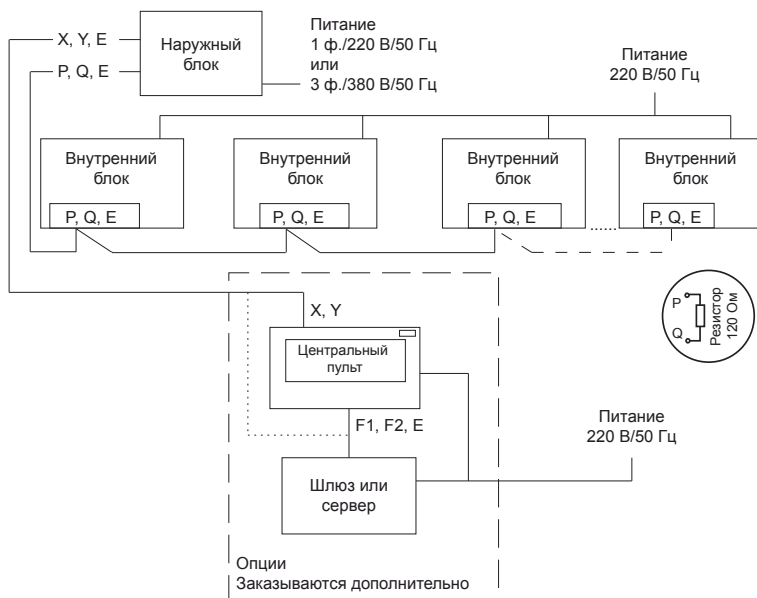 X, Y, E
P, Q, E
Наружный
блок
Питание
1 ф./220 В/50 Гц
или
3 ф./380 В/50 Гц
Питание
220 В/50 Гц
Внутренний
блок
P, Q, E
Внутренний
блок
P, Q, E
Внутренний
блок
P, Q, E
Внутренний
блок
P, Q, E
X, Y
Центральный
пульт
F1, F2, E
Шлюз или
сервер
P
Q
Резистор
120 Ом
Питание
220 В/50 Гц
Опции
Заказываются дополнительно